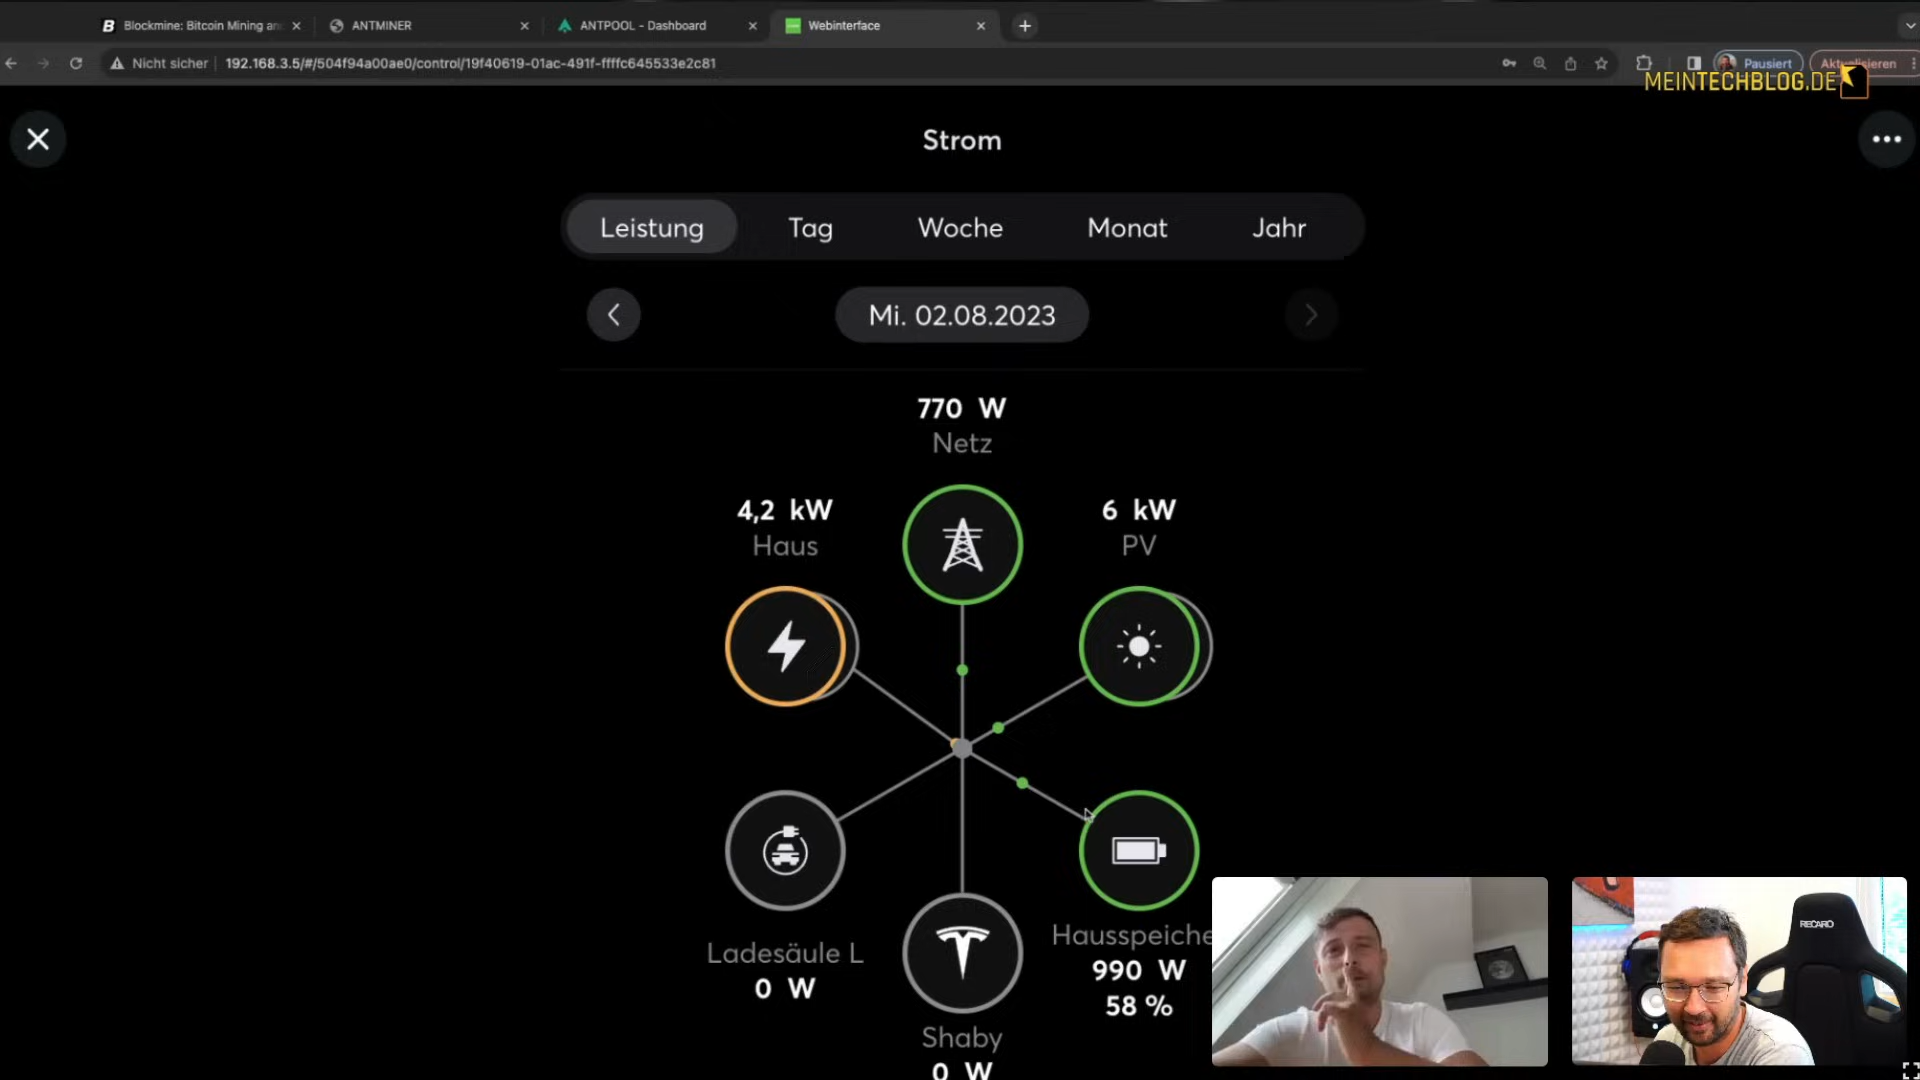 Blockmine: Bitcoin Mining an
ANTMINER
ANTPOOL - Dashboard
Webinterface
Nicht sicher
192.168.3.5/#/504f94a00ae0/control/19f40619-01ac-491f-ffffc645533e2c81
Pausiert
Aktualisieren
MEINTECHBLOG.DE
Strom
Leistung
Tag
Woche
Monat
Jahr
Mi. 02.08.2023
770 W
Netz
4,2 kW
Haus
6 kW
PV
Ladesäule L
0 W
Hausspeiche
990 W
58 %
Shaby
0 W
RECARO